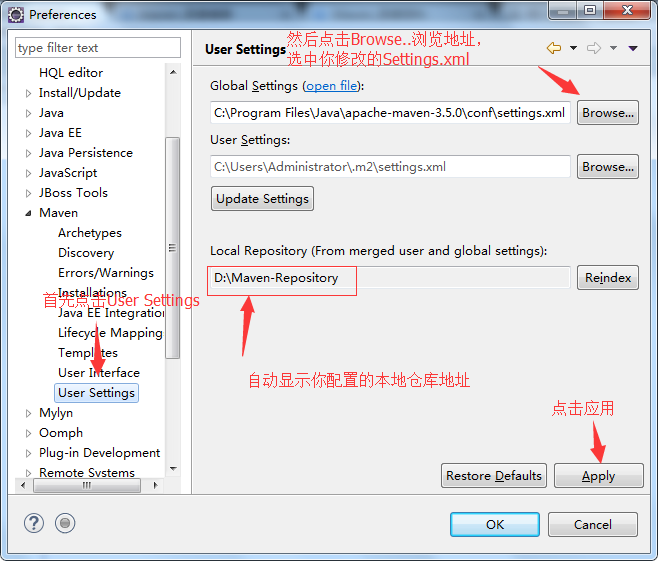 Preferences
type filter text
User Settings
然后点击Browse..浏览地址，
选中你修改的Settings.xml
HQL editor
Install/Update
Java
Java EE
Java Persistence
JavaScript
JBoss Tools
Maven
Archetypes
Discovery
Errors/Warnings
Installations
首先点击User Settings
Java EE Integration
Lifecycle Mappings
Templates
User Interface
User Settings
Mylyn
Oomph
Plug-in Development
Remote Systems
Global Settings (open file):
C:\Program Files\Java\apache-maven-3.5.0\conf\settings.xml
Browse...
User Settings:
C:\Users\Administrator\.m2\settings.xml
Browse...
Update Settings
Local Repository (From merged user and global settings):
D:\Maven-Repository
Reindex
自动显示你配置的本地仓库地址
点击应用
Restore Defaults
Apply
OK
Cancel